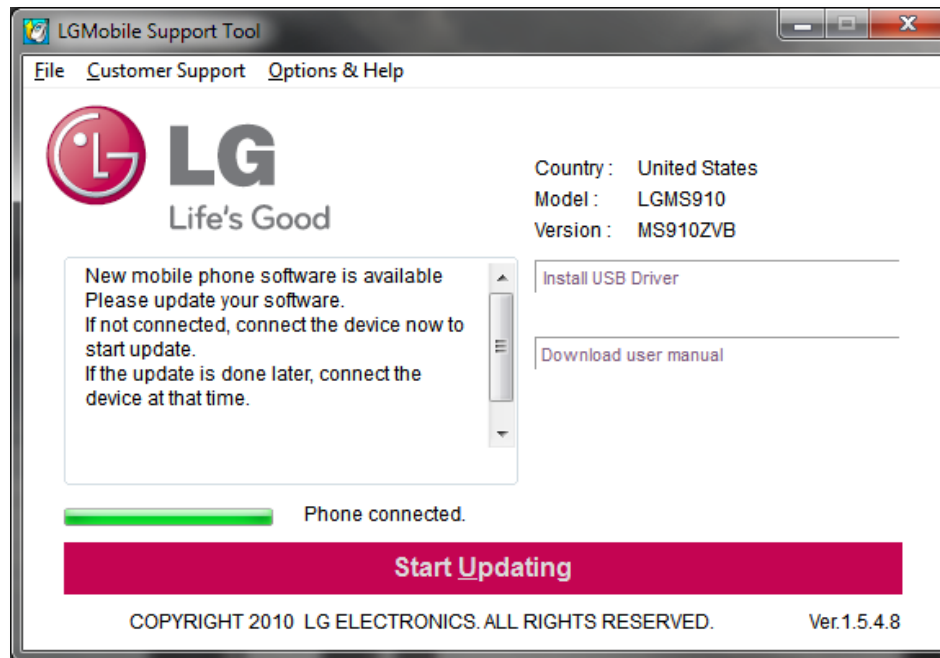 LGMobile Support Tool
File Customer Support Options & Help
LG
LG
Life's Good
Country : United States
Model : LGMS910
Version : MS910ZVB
New mobile phone software is available
Please update your software.
If not connected, connect the device now to
start update.
If the update is done later, connect the
device at that time.
Install USB Driver
Download user manual
Phone connected.
Start Updating
COPYRIGHT 2010 LG ELECTRONICS. ALL RIGHTS RESERVED. Ver.1.5.4.8